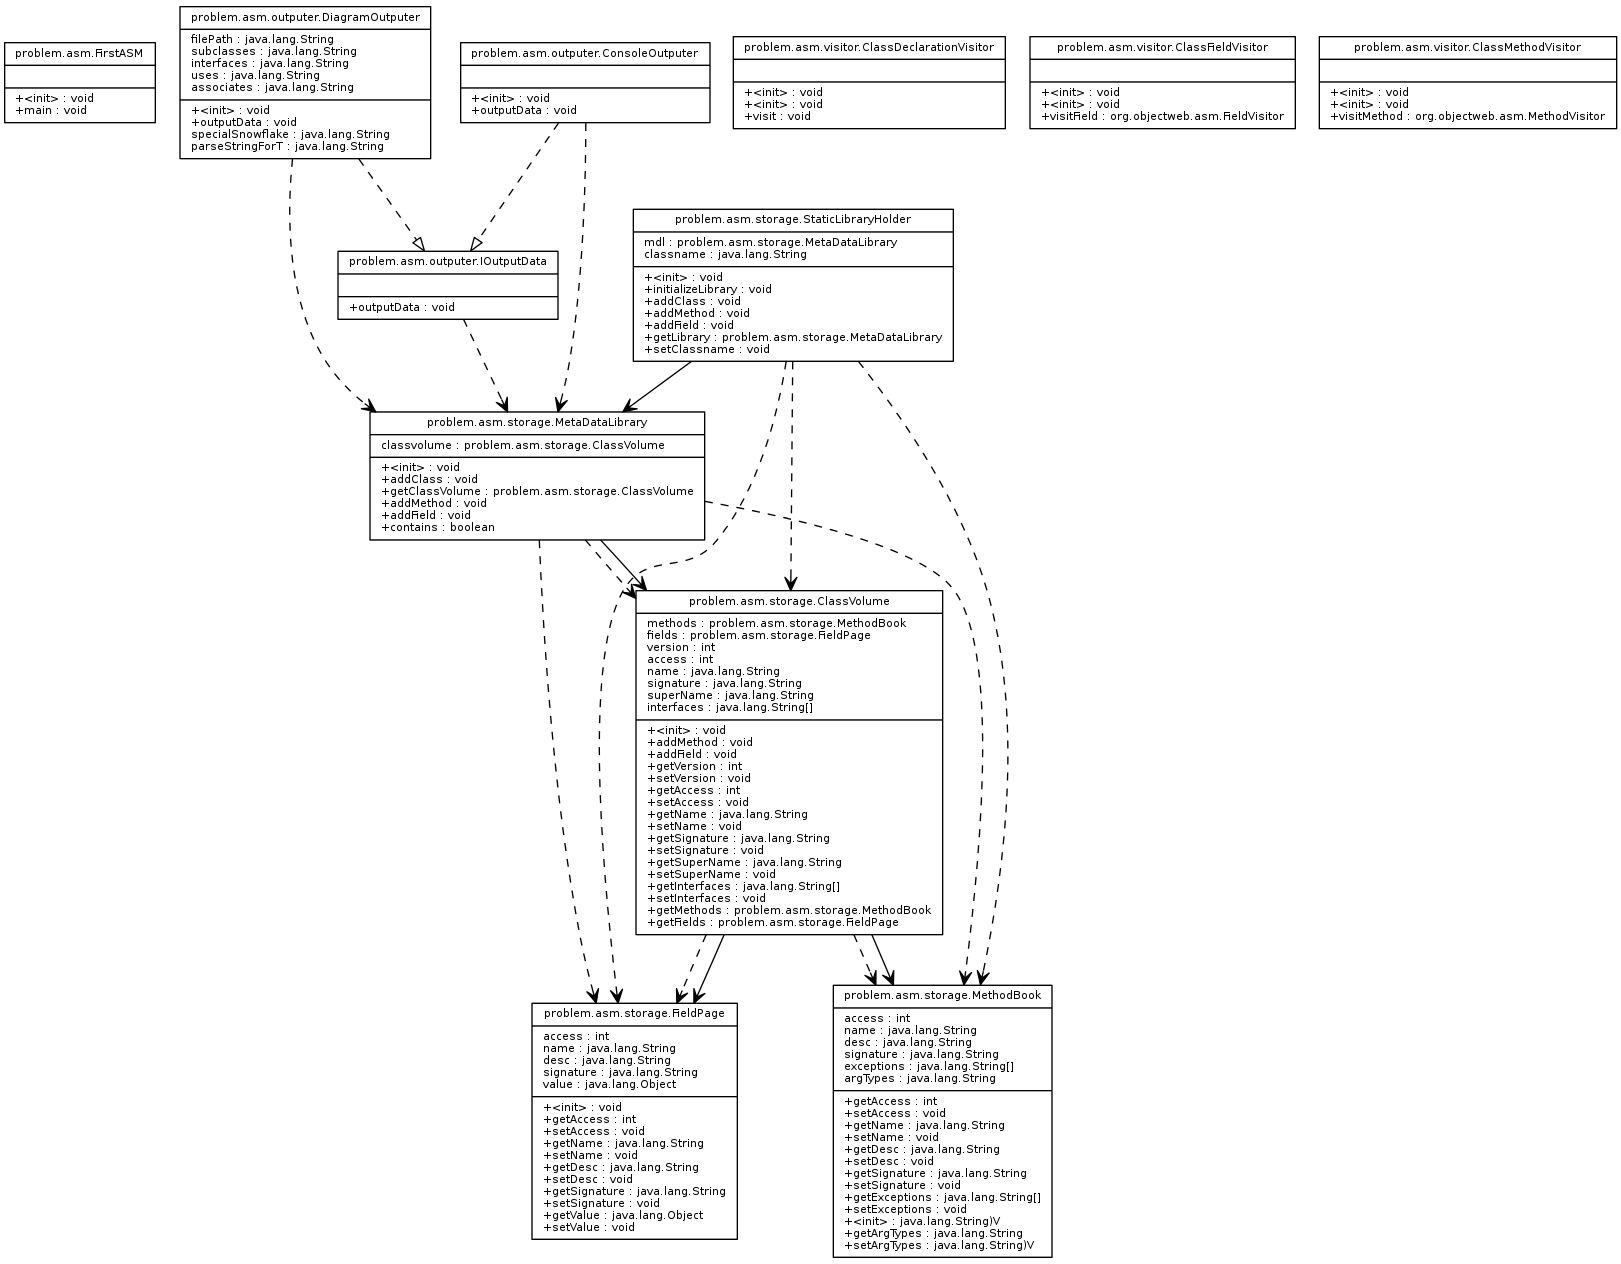 problem.asm.FirstASM
+<init> : void
+main : void
problem.asm.outputer.DiagramOutputer
filePath : java.lang.String
subclasses : java.lang.String
interfaces : java.lang.String
uses : java.lang.String
associates : java.lang.String
+<init> : void
+outputData : void
specialSnowflake : java.lang.String
parseStringForT : java.lang.String
problem.asm.outputer.ConsoleOutputer
+<init> : void
+outputData : void
problem.asm.visitor.ClassDeclarationVisitor
+<init> : void
+<init> : void
+visit : void
problem.asm.visitor.ClassFieldVisitor
+<init> : void
+<init> : void
+visitField : org.objectweb.asm.FieldVisitor
problem.asm.visitor.ClassMethodVisitor
+<init> : void
+<init> : void
+visitMethod : org.objectweb.asm.MethodVisitor
problem.asm.outputer.IOutputData
+outputData : void
problem.asm.storage.StaticLibraryHolder
mdl : problem.asm.storage.MetaDataLibrary
classname : java.lang.String
+<init> : void
+initializeLibrary : void
+addClass : void
+addMethod : void
+addField : void
+getLibrary : problem.asm.storage.MetaDataLibrary
+setClassname : void
problem.asm.storage.MetaDataLibrary
classvolume : problem.asm.storage.ClassVolume
+<init> : void
+addClass : void
+getClassVolume : problem.asm.storage.ClassVolume
+addMethod : void
+addField : void
+contains : boolean
problem.asm.storage.ClassVolume
methods : problem.asm.storage.MethodBook
fields : problem.asm.storage.FieldPage
version : int
access : int
name : java.lang.String
signature : java.lang.String
superName : java.lang.String
interfaces : java.lang.String[]
+<init> : void
+addMethod : void
+addField : void
+getVersion : int
+setVersion : void
+getAccess : int
+setAccess : void
+getName : java.lang.String
+setName : void
+getSignature : java.lang.String
+setSignature : void
+getSuperName : java.lang.String
+setSuperName : void
+getInterfaces : java.lang.String[]
+setInterfaces : void
+getMethods : problem.asm.storage.MethodBook
+getFields : problem.asm.storage.FieldPage
problem.asm.storage.FieldPage
access : int
name : java.lang.String
desc : java.lang.String
signature : java.lang.String
value : java.lang.Object
+<init> : void
+getAccess : int
+setAccess : void
+getName : java.lang.String
+setName : void
+getDesc : java.lang.String
+setDesc : void
+getSignature : java.lang.String
+setSignature : void
+getValue : java.lang.Object
+setValue : void
problem.asm.storage.MethodBook
access : int
name : java.lang.String
desc : java.lang.String
signature : java.lang.String
exceptions : java.lang.String[]
argTypes : java.lang.String
+getAccess : int
+setAccess : void
+getName : java.lang.String
+setName : void
+getDesc : java.lang.String
+setDesc : void
+getSignature : java.lang.String
+setSignature : void
+getExceptions : java.lang.String[]
+setExceptions : void
+<init> : java.lang.String)V
+getArgTypes : java.lang.String
+setArgTypes : java.lang.String)V